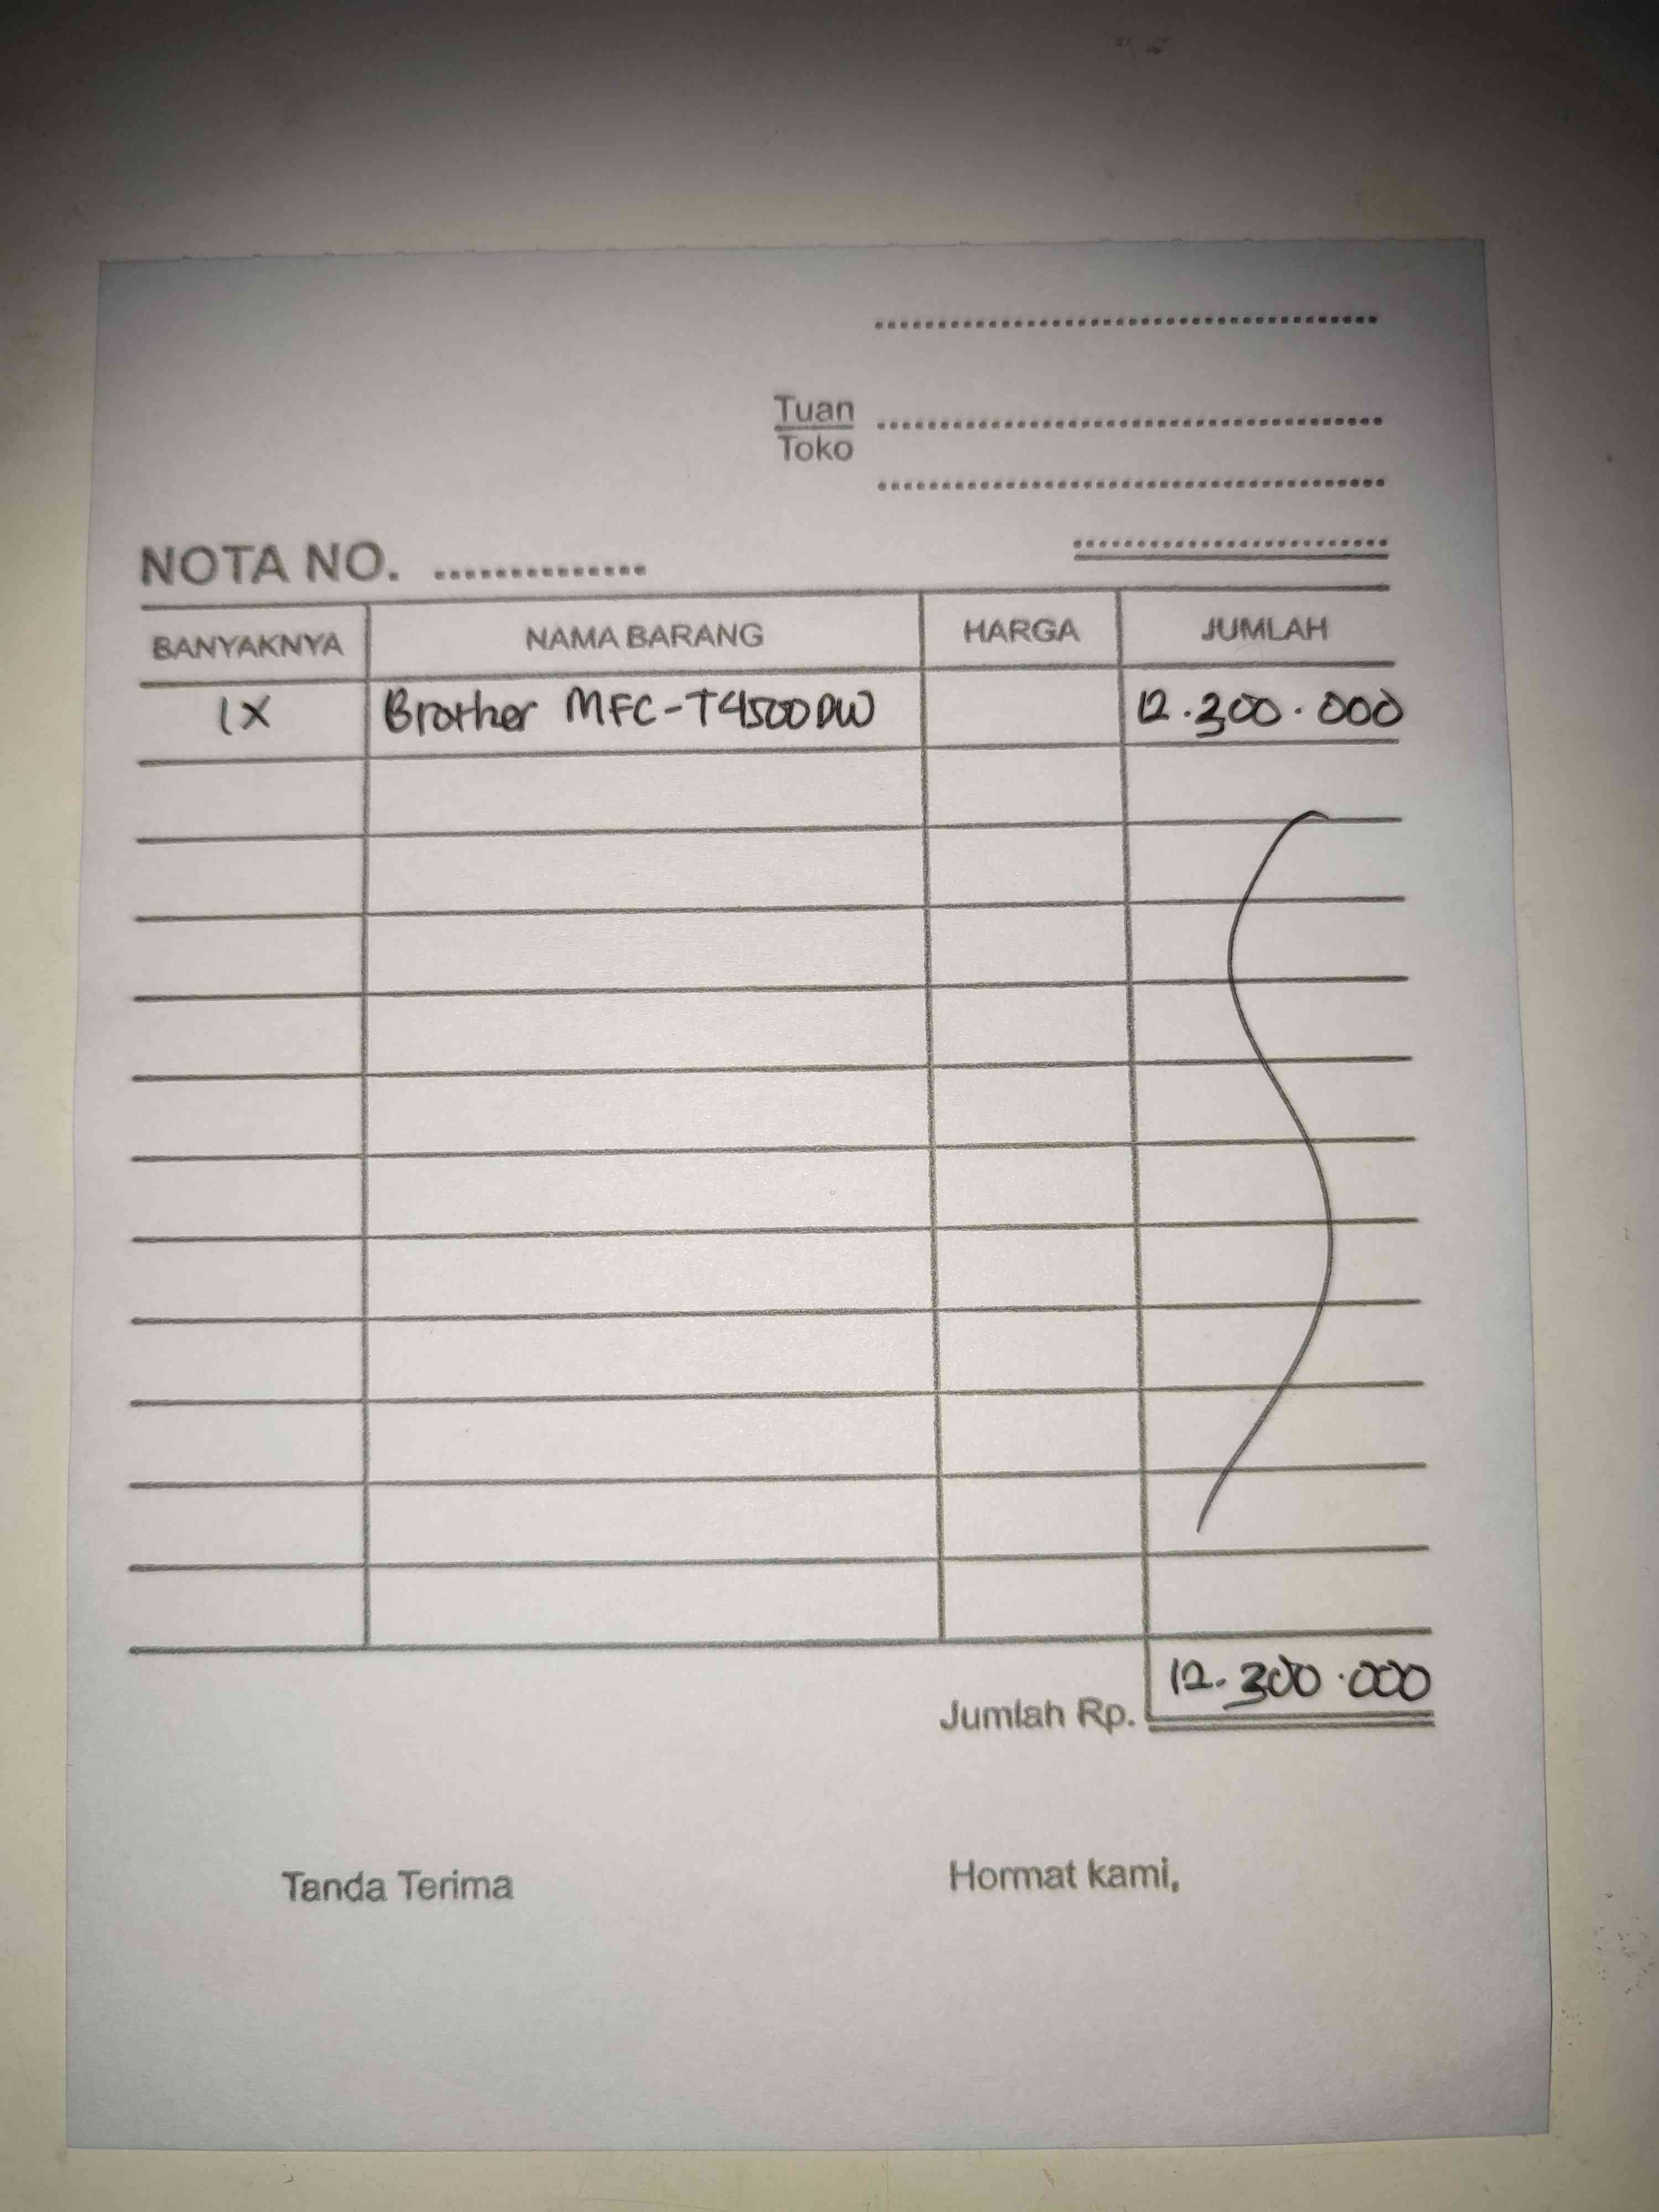 Tuan
Toko
NOTA NO.
BANYAKNYA NAMA BARANG HARGA JUMLAH
1X Brother MFC-T4500DW 12.300.000
Jumlah Rp. 12.300.000
Tanda Terima Hormat kami,